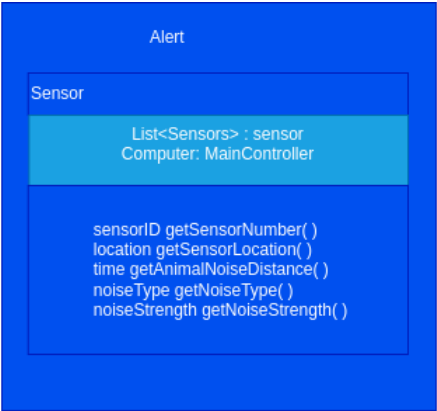 Alert
Sensor
List<Sensors> : sensor
Computer: MainController
sensorID getSensorNumber( )
location getSensorLocation( )
time getAnimalNoiseDistance( )
noiseType getNoiseType( )
noiseStrength getNoiseStrength( )